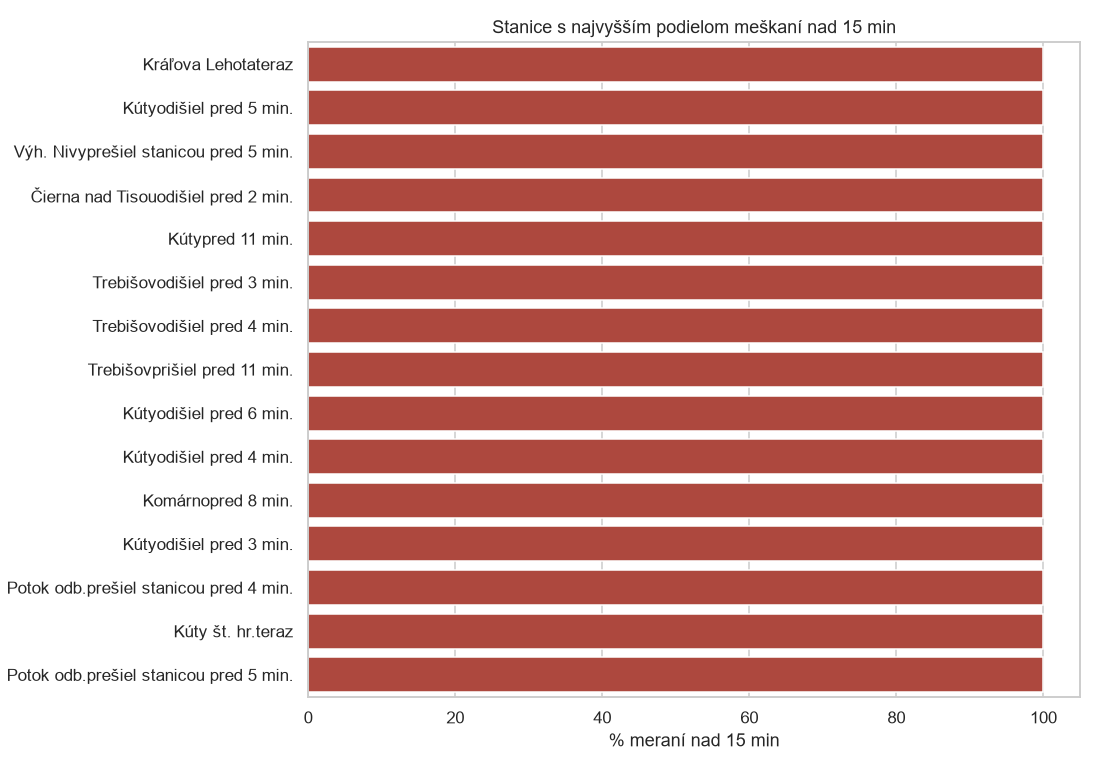 Stanice s najvyšším podielom meškaní nad 15 min
Kráľova Lehotateraz
Kútyodišiel pred 5 min.
Výh. Nivyprešiel stanicou pred 5 min.
Čierna nad Tisouodišiel pred 2 min.
Kútypred 11 min.
Trebišovodišiel pred 3 min.
Trebišovodišiel pred 4 min.
Trebišovprišiel pred 11 min.
Kútyodišiel pred 6 min.
Kútyodišiel pred 4 min.
Komárnopred 8 min.
Kútyodišiel pred 3 min.
Potok odb.prešiel stanicou pred 4 min.
Kúty št. hr.teraz
Potok odb.prešiel stanicou pred 5 min.
0 20 40 60 80 100
% meraní nad 15 min